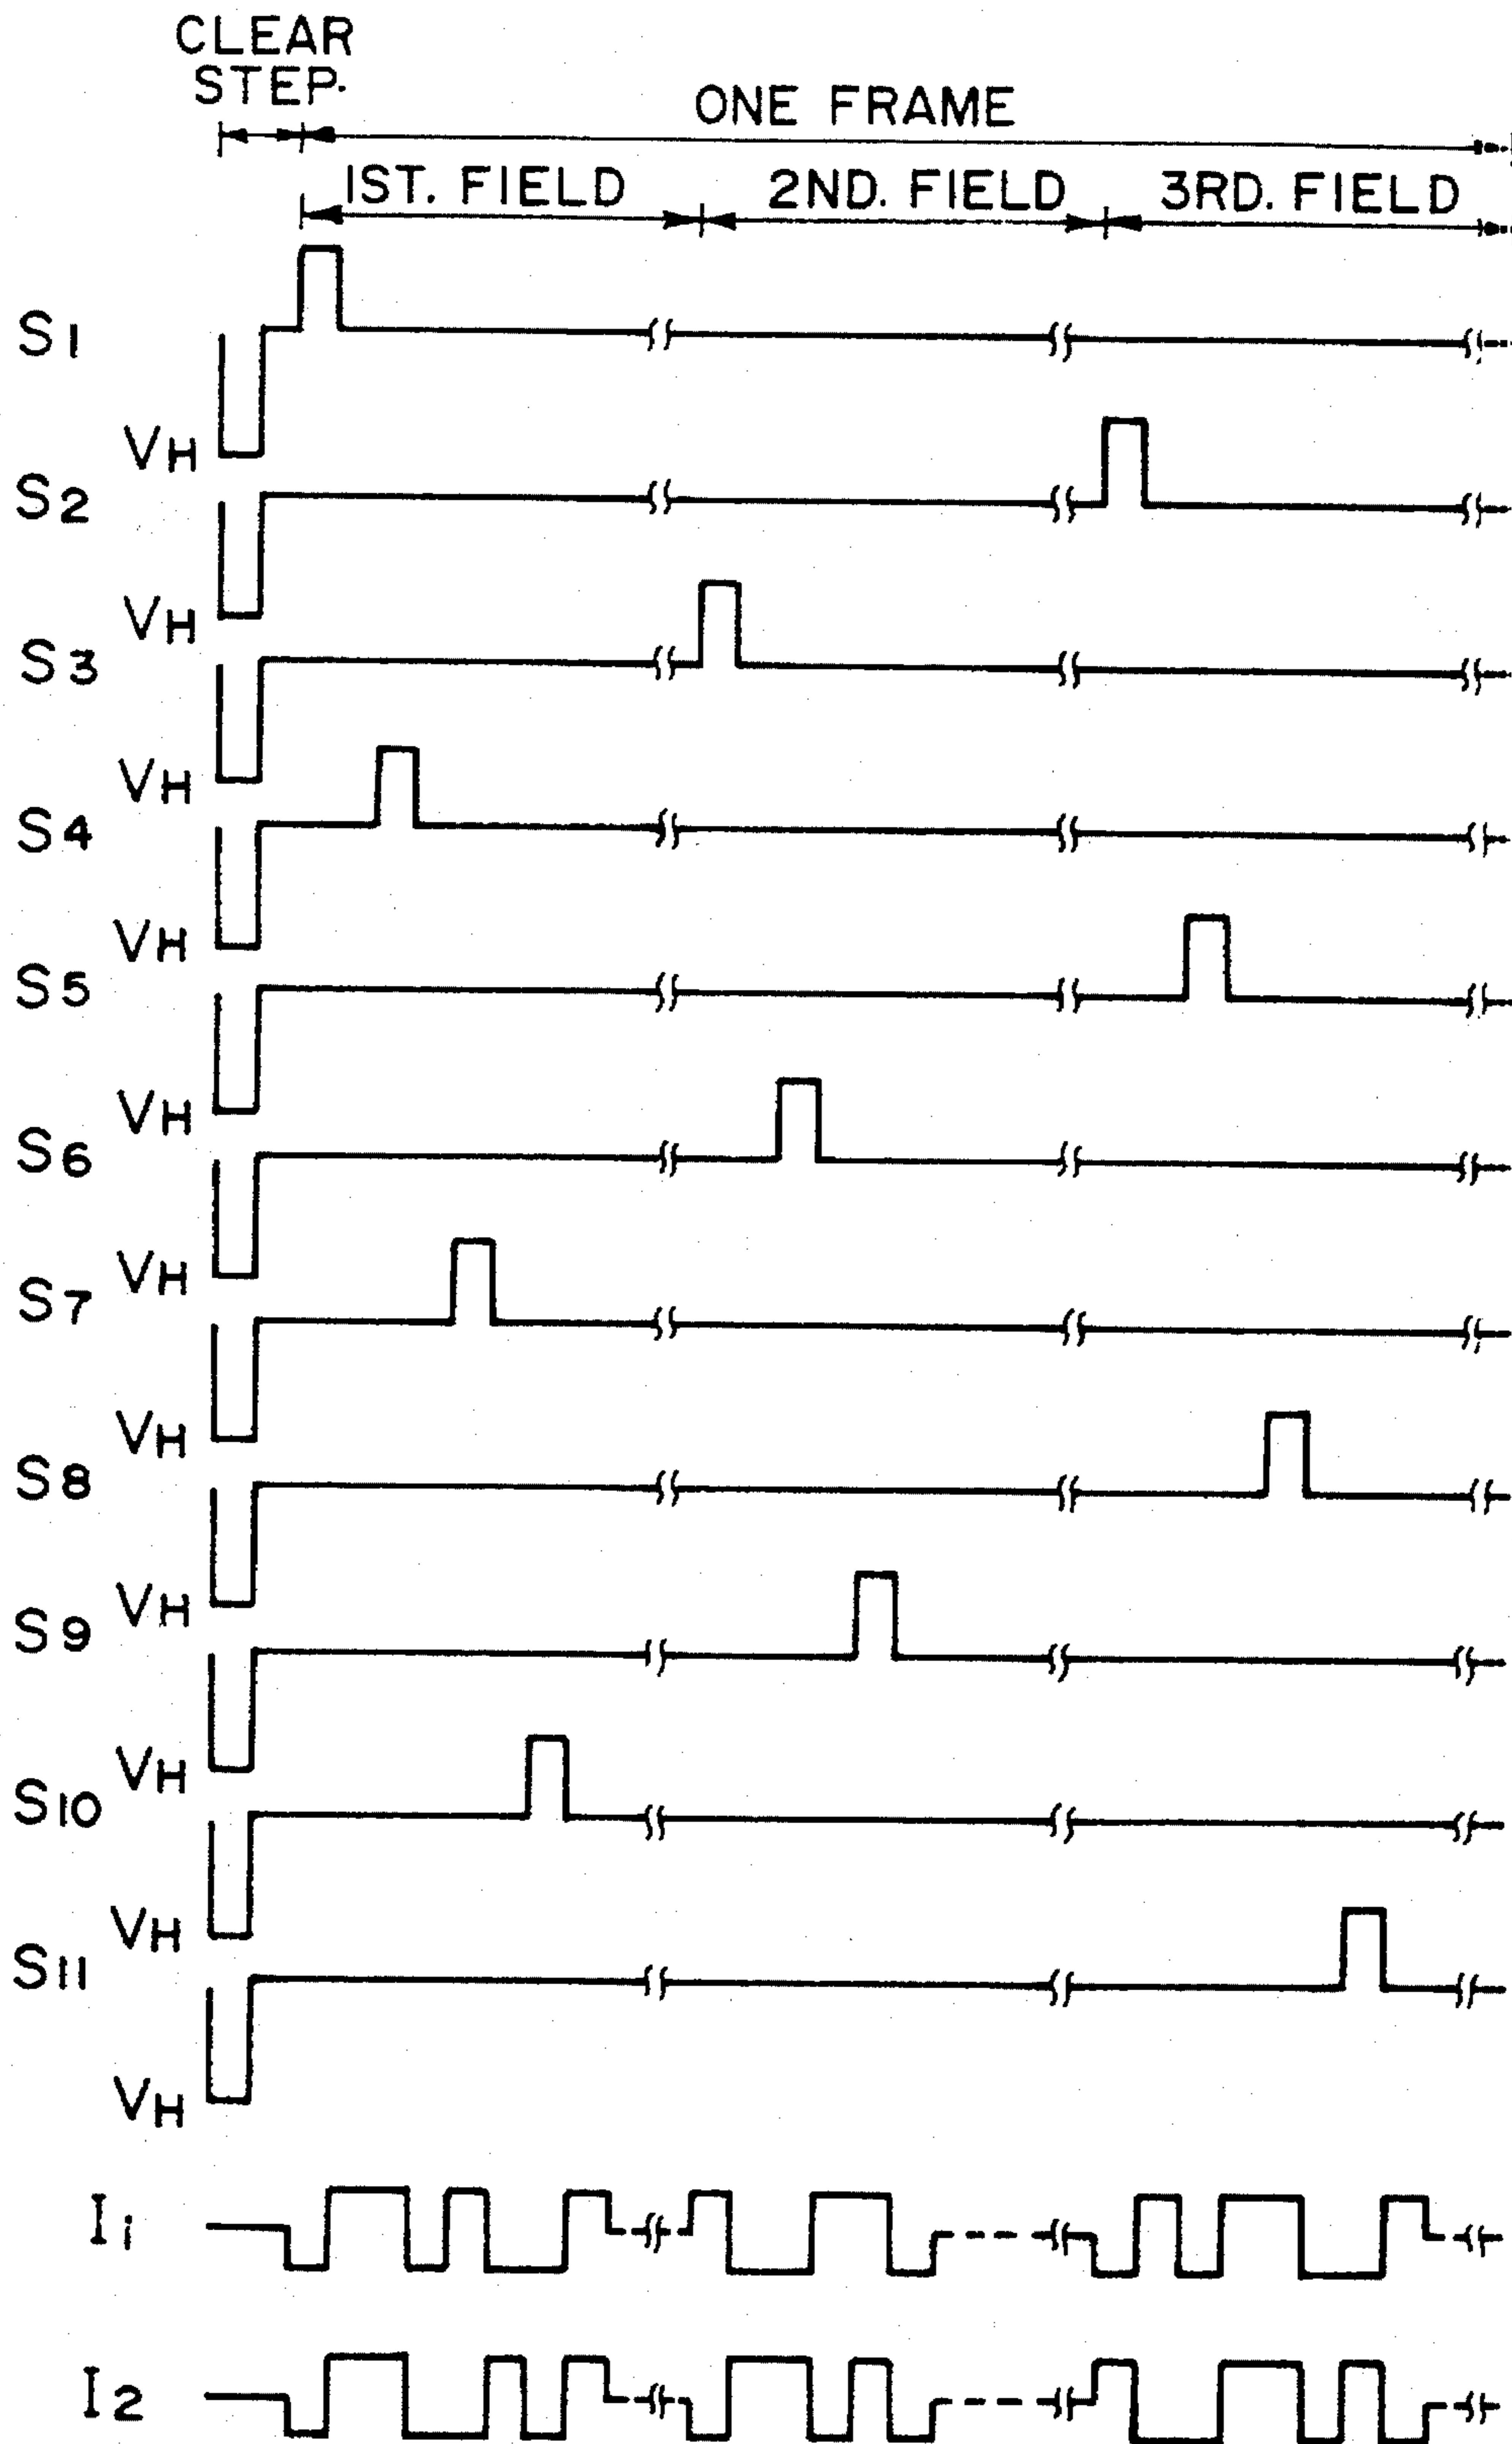 CLEAR
STEP.
ONE FRAME
1ST. FIELD 2ND. FIELD 3RD. FIELD
S1
VH
S2
VH
S3
VH
S4
VH
S5
VH
S6
VH
S7
VH
S8
VH
S9
VH
S10
VH
S11
VH
I1
I2